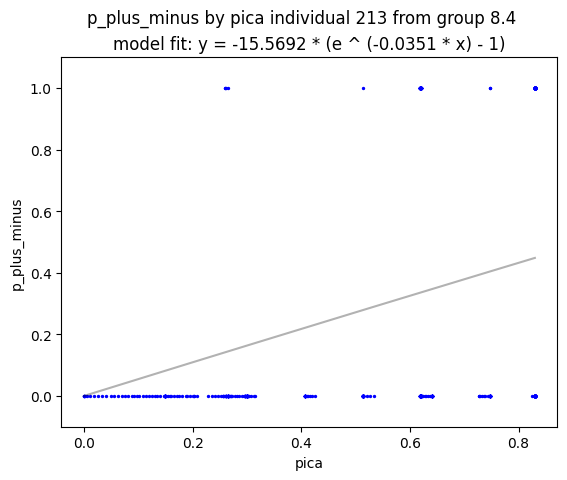 p_plus_minus by pica individual 213 from group 8.4
model fit: y = -15.5692 * (e ^ (-0.0351 * x) - 1)
1.0
0.8
0.6
0.4
0.2
0.0
p_plus_minus
0.0 0.2 0.4 0.6 0.8
pica